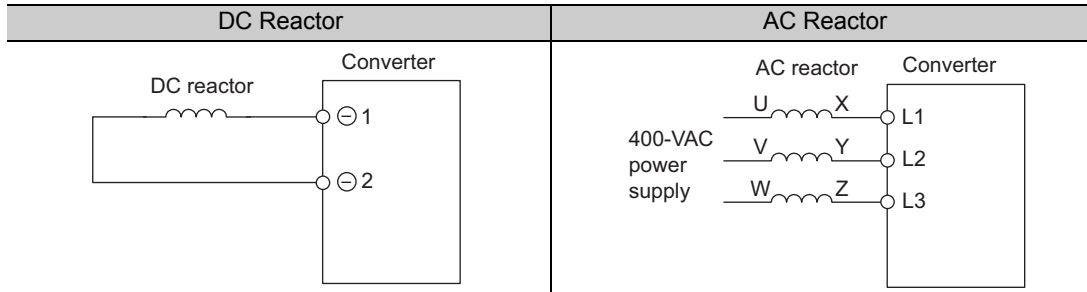 DC Reactor
AC Reactor
Converter
DC reactor
⊖ 1
⊖ 2
AC reactor
Converter
U X L1
400-VAC
power
supply
V Y L2
W Z L3